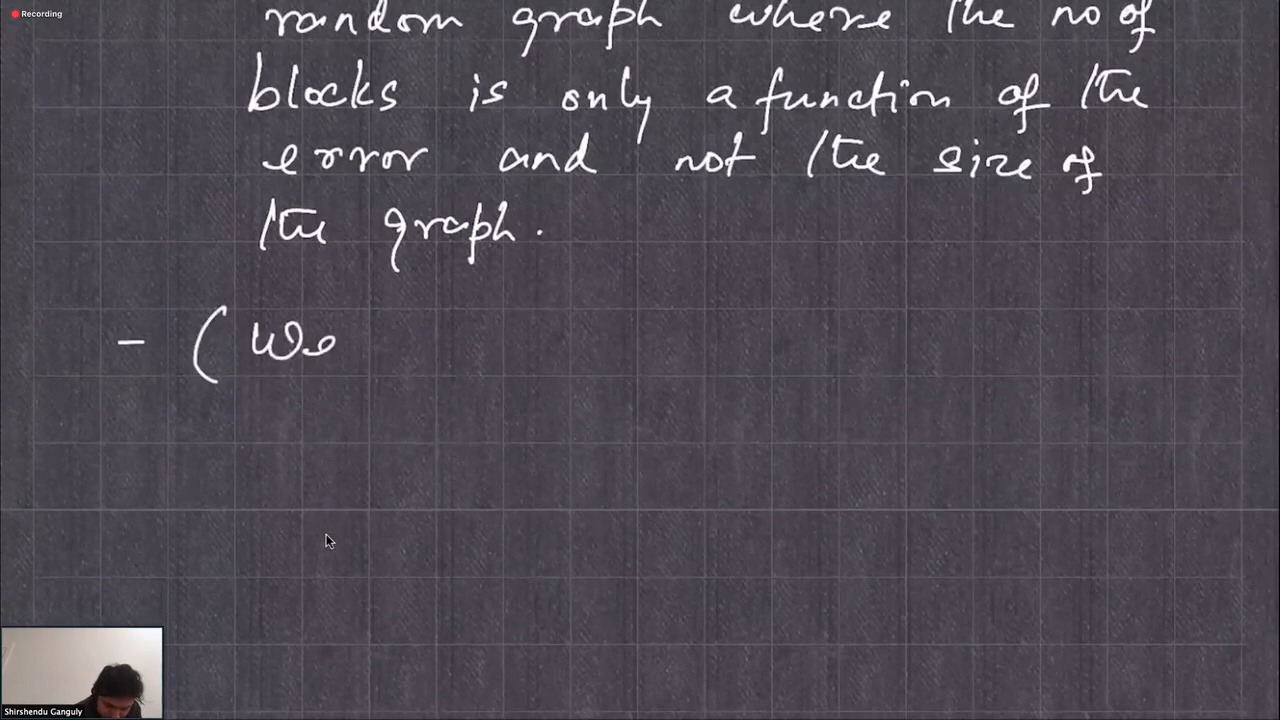 Recording
random graph where the no of
blocks is only a function of the
error and not the size of
the graph.
- ( We
Shirshendu Ganguly